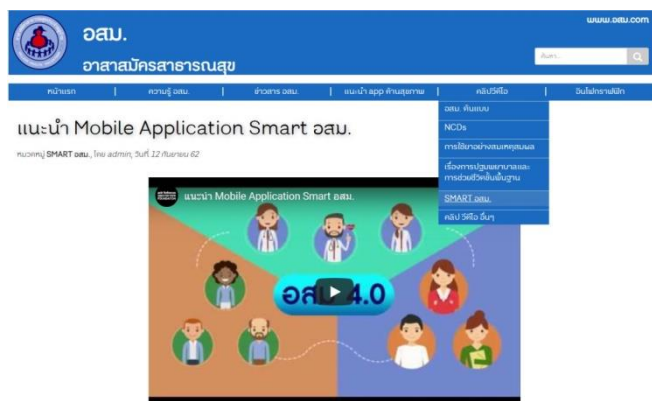 www.อสม.com
อสม.
อาสาสมัครสาธารณสุข
ค้นหา...
หน้าแรก | ความรู้ อสม. | ข่าวสาร อสม. | แนะนำ app ด้านสุขภาพ | คลิปวีดีโอ | อินโฟกราฟฟิก
อสม. ต้นแบบ
NCDs
การใช้ยาอย่างสมเหตุสมผล
เรื่องการปฐมพยาบาลและ
การช่วยชีวิตขั้นพื้นฐาน
SMART อสม.
คลิป วีดีโอ อื่นๆ
แนะนำ Mobile Application Smart อสม.
หมวดหมู่ SMART อสม., โดย admin, วันที่ 12 กันยายน 62
แนะนำ Mobile Application Smart อสม.
อสม 4.0